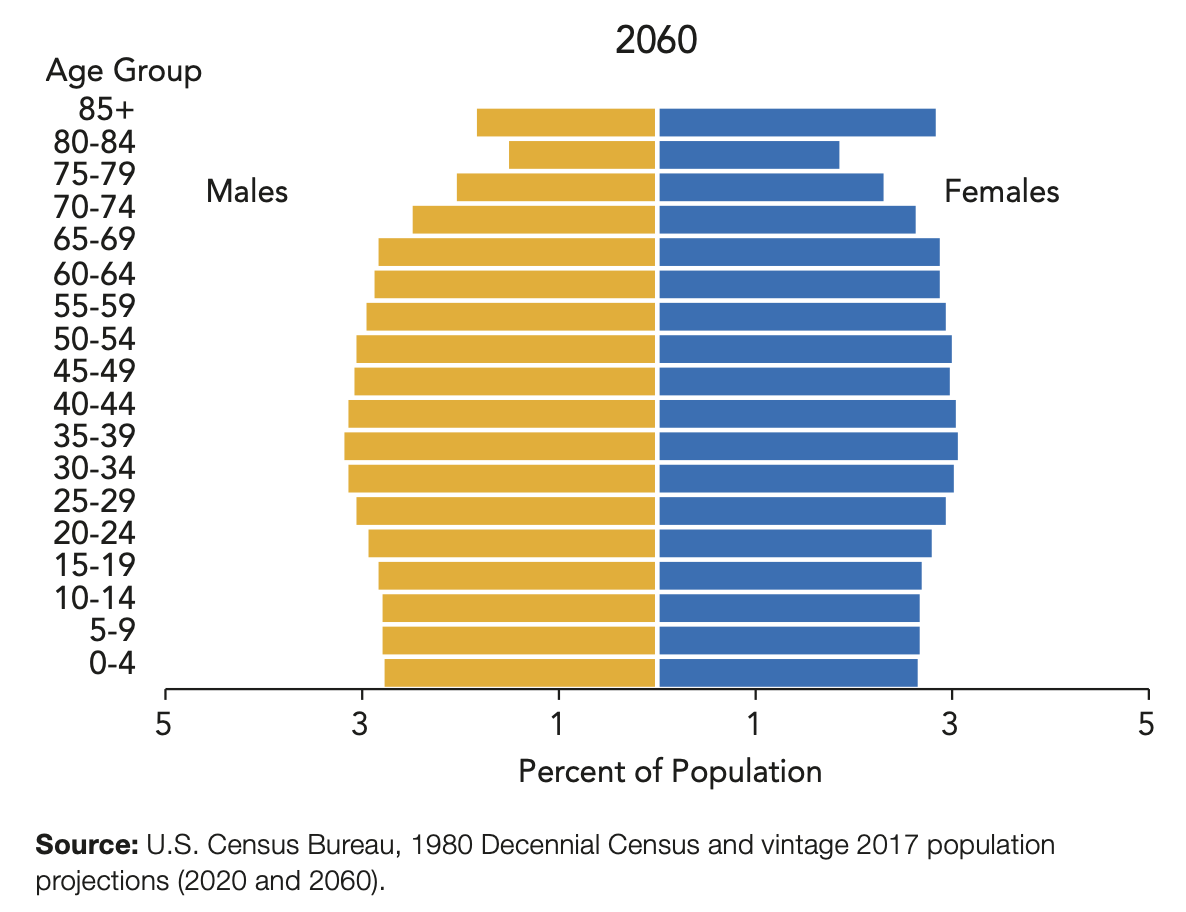 2060
Age Group
85+
80-84
75-79
Males
Females
70-74
65-69
60-64
55-59
50-54
45-49
40-44
35-39
30-34
25-29
20-24
15-19
10-14
5-9
0-4
5 3 1 1 3 5
Percent of Population
Source: U.S. Census Bureau, 1980 Decennial Census and vintage 2017 population
projections (2020 and 2060).